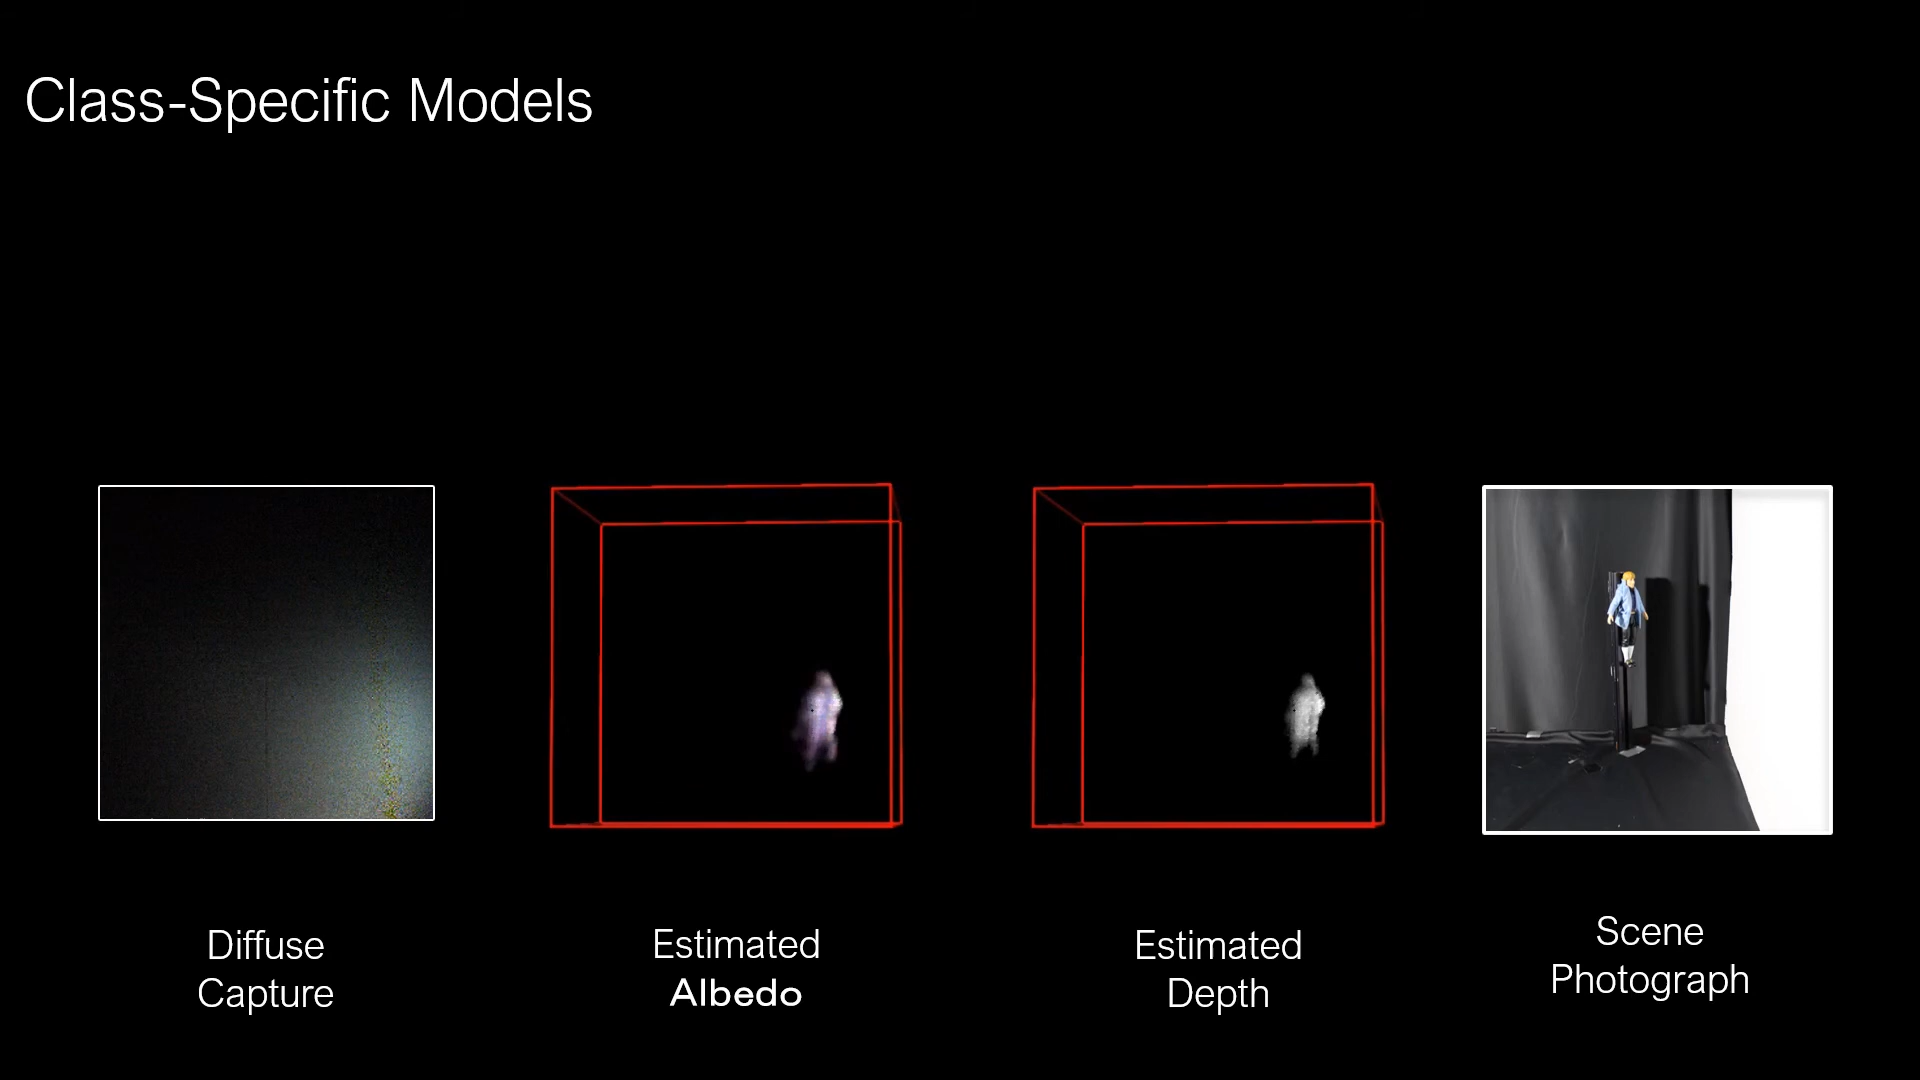 Class-Specific Models
Diffuse
Capture
Estimated
Albedo
Estimated
Depth
Scene
Photograph